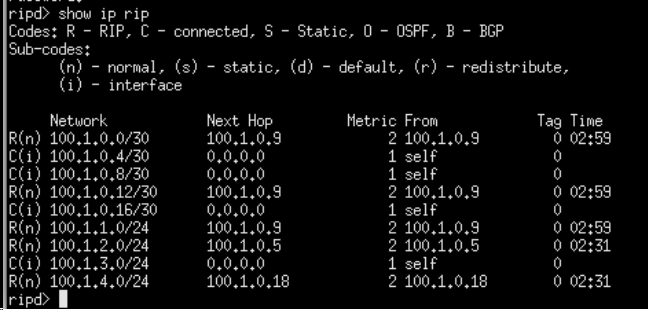 ripd> show ip rip
Codes: R - RIP, C - connected, S - Static, O - OSPF, B - BGP
Sub-codes:
      (n) - normal, (s) - static, (d) - default, (r) - redistribute,
      (i) - interface
     Network            Next Hop         Metric From            Tag Time
R(n) 100.1.0.0/30       100.1.0.9             2 100.1.0.9         0 02:59
C(i) 100.1.0.4/30       0.0.0.0               1 self              0
C(i) 100.1.0.8/30       0.0.0.0               1 self              0
R(n) 100.1.0.12/30      100.1.0.9             2 100.1.0.9         0 02:59
C(i) 100.1.0.16/30      0.0.0.0               1 self              0
R(n) 100.1.1.0/24       100.1.0.9             2 100.1.0.9         0 02:59
R(n) 100.1.2.0/24       100.1.0.5             2 100.1.0.5         0 02:31
C(i) 100.1.3.0/24       0.0.0.0               1 self              0
R(n) 100.1.4.0/24       100.1.0.18            2 100.1.0.18        0 02:31
ripd>